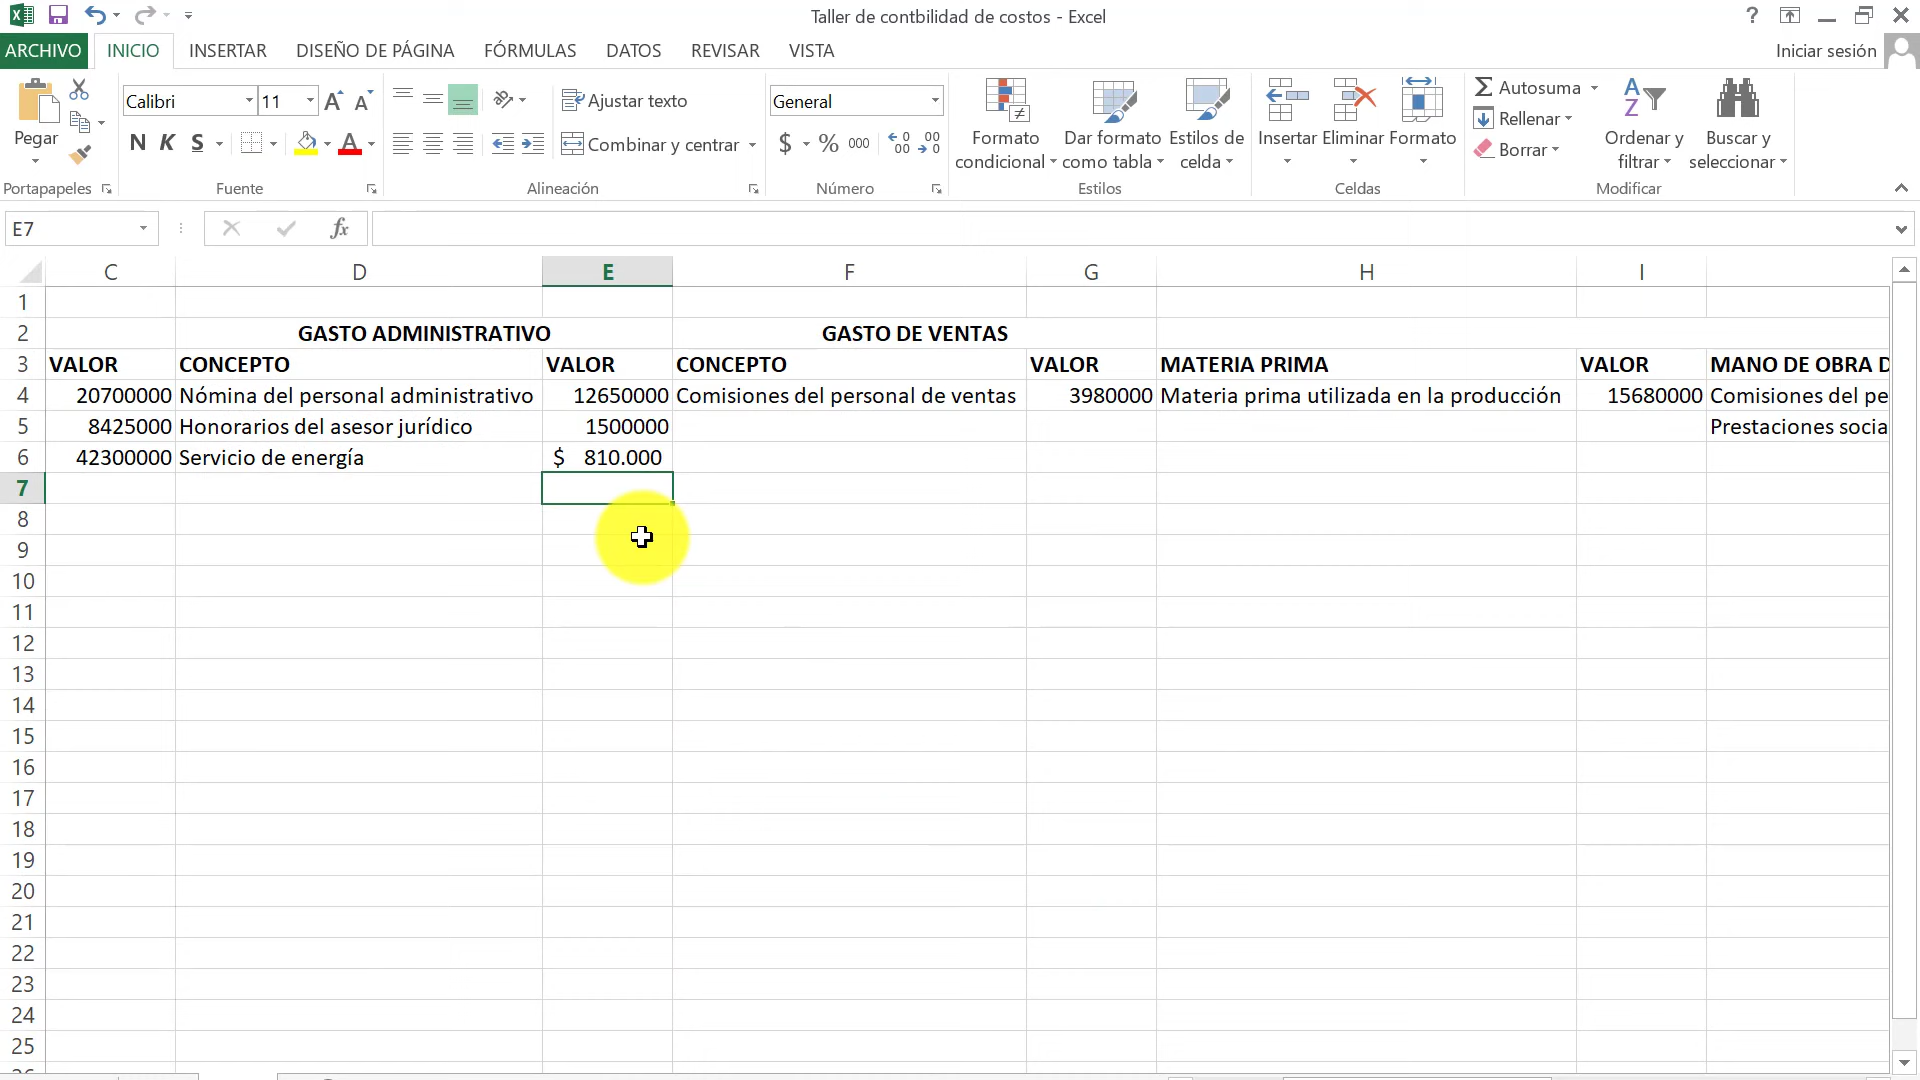 Taller de contbilidad de costos - Excel
ARCHIVO INICIO INSERTAR DISEÑO DE PÁGINA FÓRMULAS DATOS REVISAR VISTA Iniciar sesión
Calibri 11 Ajustar texto General Autosuma
Pegar N K S Combinar y centrar $ % 000 Formato condicional Dar formato como tabla Estilos de celda Insertar Eliminar Formato Rellenar Borrar Ordenar y filtrar Buscar y seleccionar
Portapapeles Fuente Alineación Número Estilos Celdas Modificar
E7 fx
C D E F G H I
1
2 GASTO ADMINISTRATIVO GASTO DE VENTAS
3 VALOR CONCEPTO VALOR CONCEPTO VALOR MATERIA PRIMA VALOR MANO DE OBRA D
4 20700000 Nómina del personal administrativo 12650000 Comisiones del personal de ventas 3980000 Materia prima utilizada en la producción 15680000 Comisiones del pe
5 8425000 Honorarios del asesor jurídico 1500000 Prestaciones socia
6 42300000 Servicio de energía $ 810.000
7
8
9
10
11
12
13
14
15
16
17
18
19
20
21
22
23
24
25